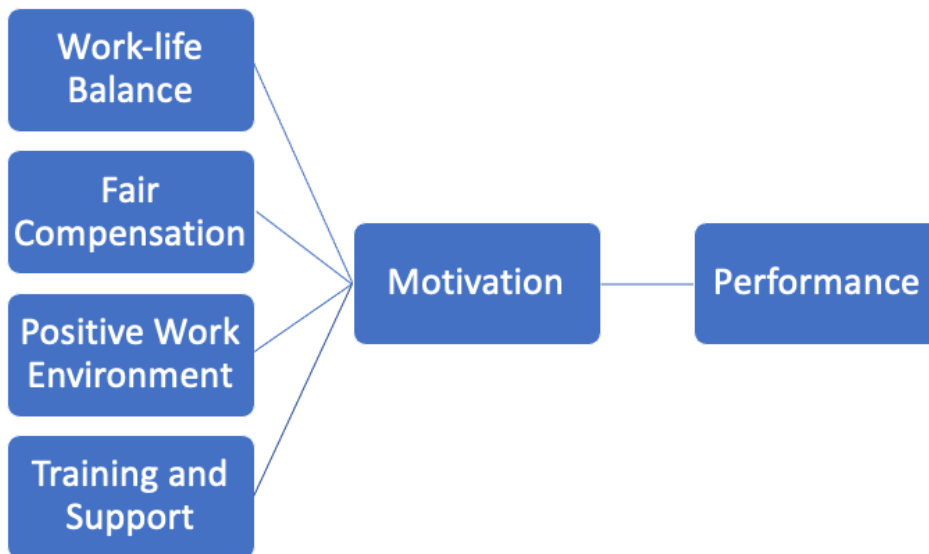 Work-life
Balance
Fair
Compensation
Positive Work
Environment
Training and
Support
Motivation
Performance